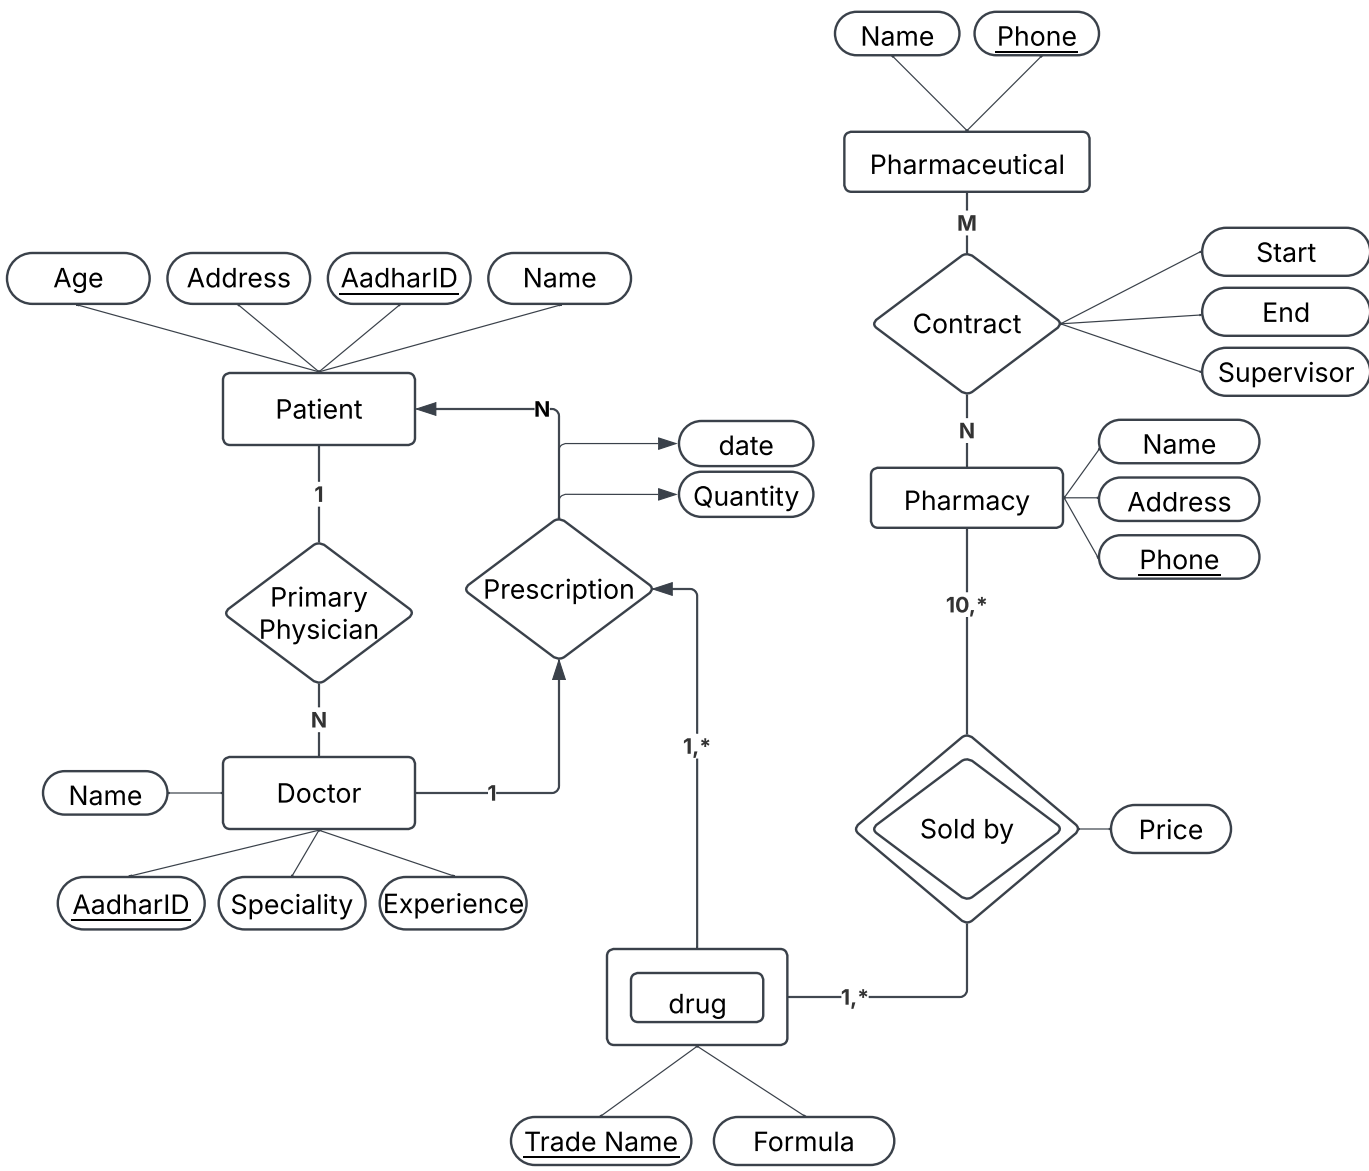 Name
Phone
Pharmaceutical
M
Start
Contract
End
Supervisor
Age
Address
AadharID
Name
Patient
N
date
Quantity
N
Name
Pharmacy
Address
Phone
1
Primary
Physician
Prescription
10,*
N
1,*
Name
Doctor
1
Sold by
Price
AadharID
Speciality
Experience
drug
1,*
Trade Name
Formula